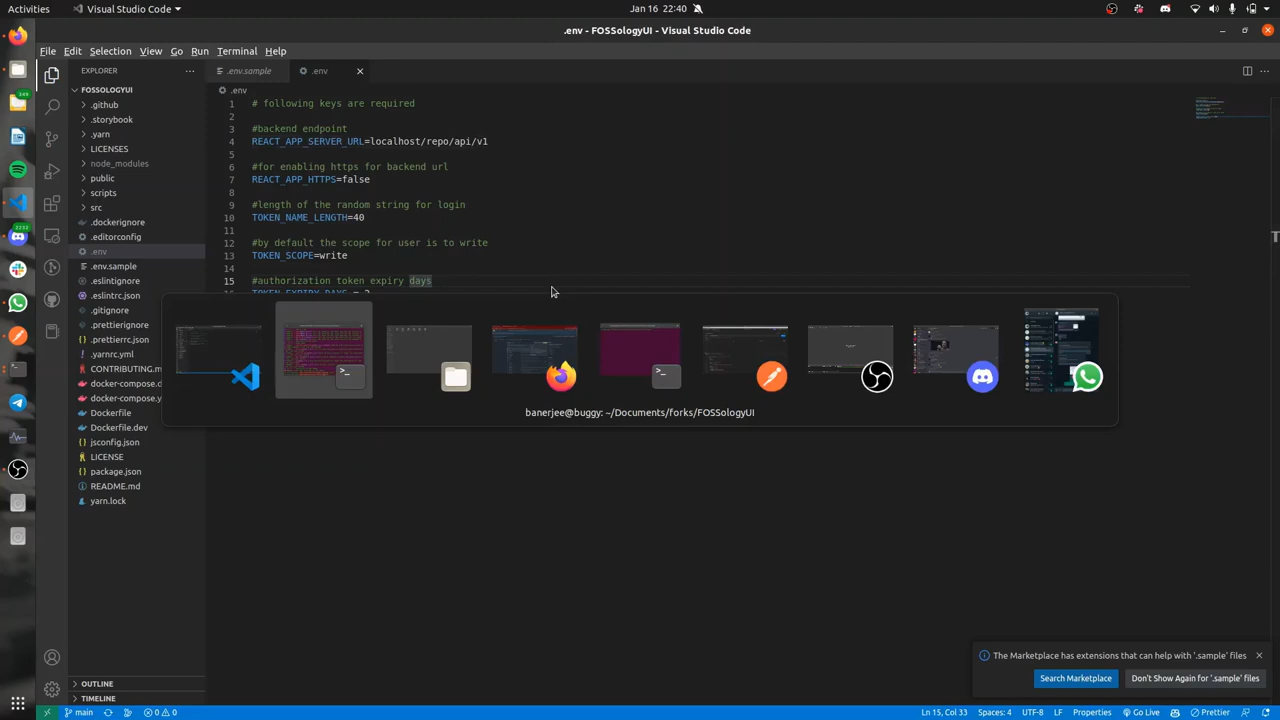 Activities
Visual Studio Code
Jan 16 22:40
.env - FOSSologyUI - Visual Studio Code
File Edit Selection View Go Run Terminal Help
EXPLORER
.env.sample
.env
FOSSOLOGYUI
.github
.storybook
.yarn
LICENSES
node_modules
public
scripts
src
.dockerignore
.editorconfig
.env
.env.sample
.eslintignore
.eslintrc.json
.gitignore
.prettierignore
.prettierrc.json
.yarnrc.yml
CONTRIBUTING.m
docker-compose.d
docker-compose.y
Dockerfile
Dockerfile.dev
jsconfig.json
LICENSE
package.json
README.md
yarn.lock
OUTLINE
TIMELINE
.env
1 # following keys are required
2
3 #backend endpoint
4 REACT_APP_SERVER_URL=localhost/repo/api/v1
5
6 #for enabling https for backend url
7 REACT_APP_HTTPS=false
8
9 #length of the random string for login
10 TOKEN_NAME_LENGTH=40
11
12 #by default the scope for user is to write
13 TOKEN_SCOPE=write
14
15 #authorization token expiry days
16 TOKEN_EXPIRY_DAYS = 2
banerjee@buggy: ~/Documents/forks/FOSSologyUI
The Marketplace has extensions that can help with '.sample' files
Search Marketplace
Don't Show Again for '.sample' files
main
0 0
Ln 15, Col 33
Spaces: 4
UTF-8
LF
Properties
Go Live
Prettier